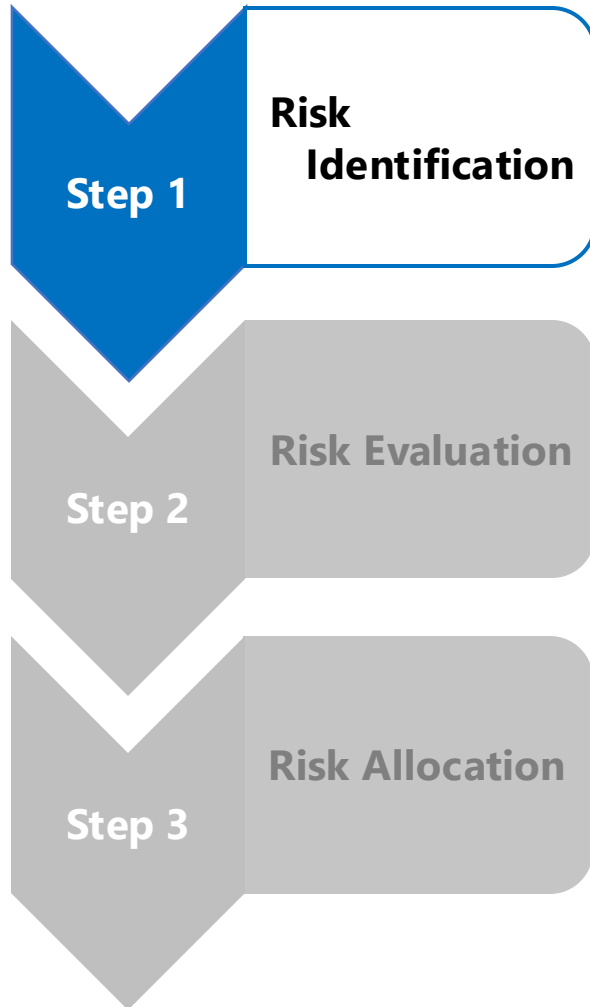 Step 1
Risk
Identification
Step 2
Risk Evaluation
Step 3
Risk Allocation